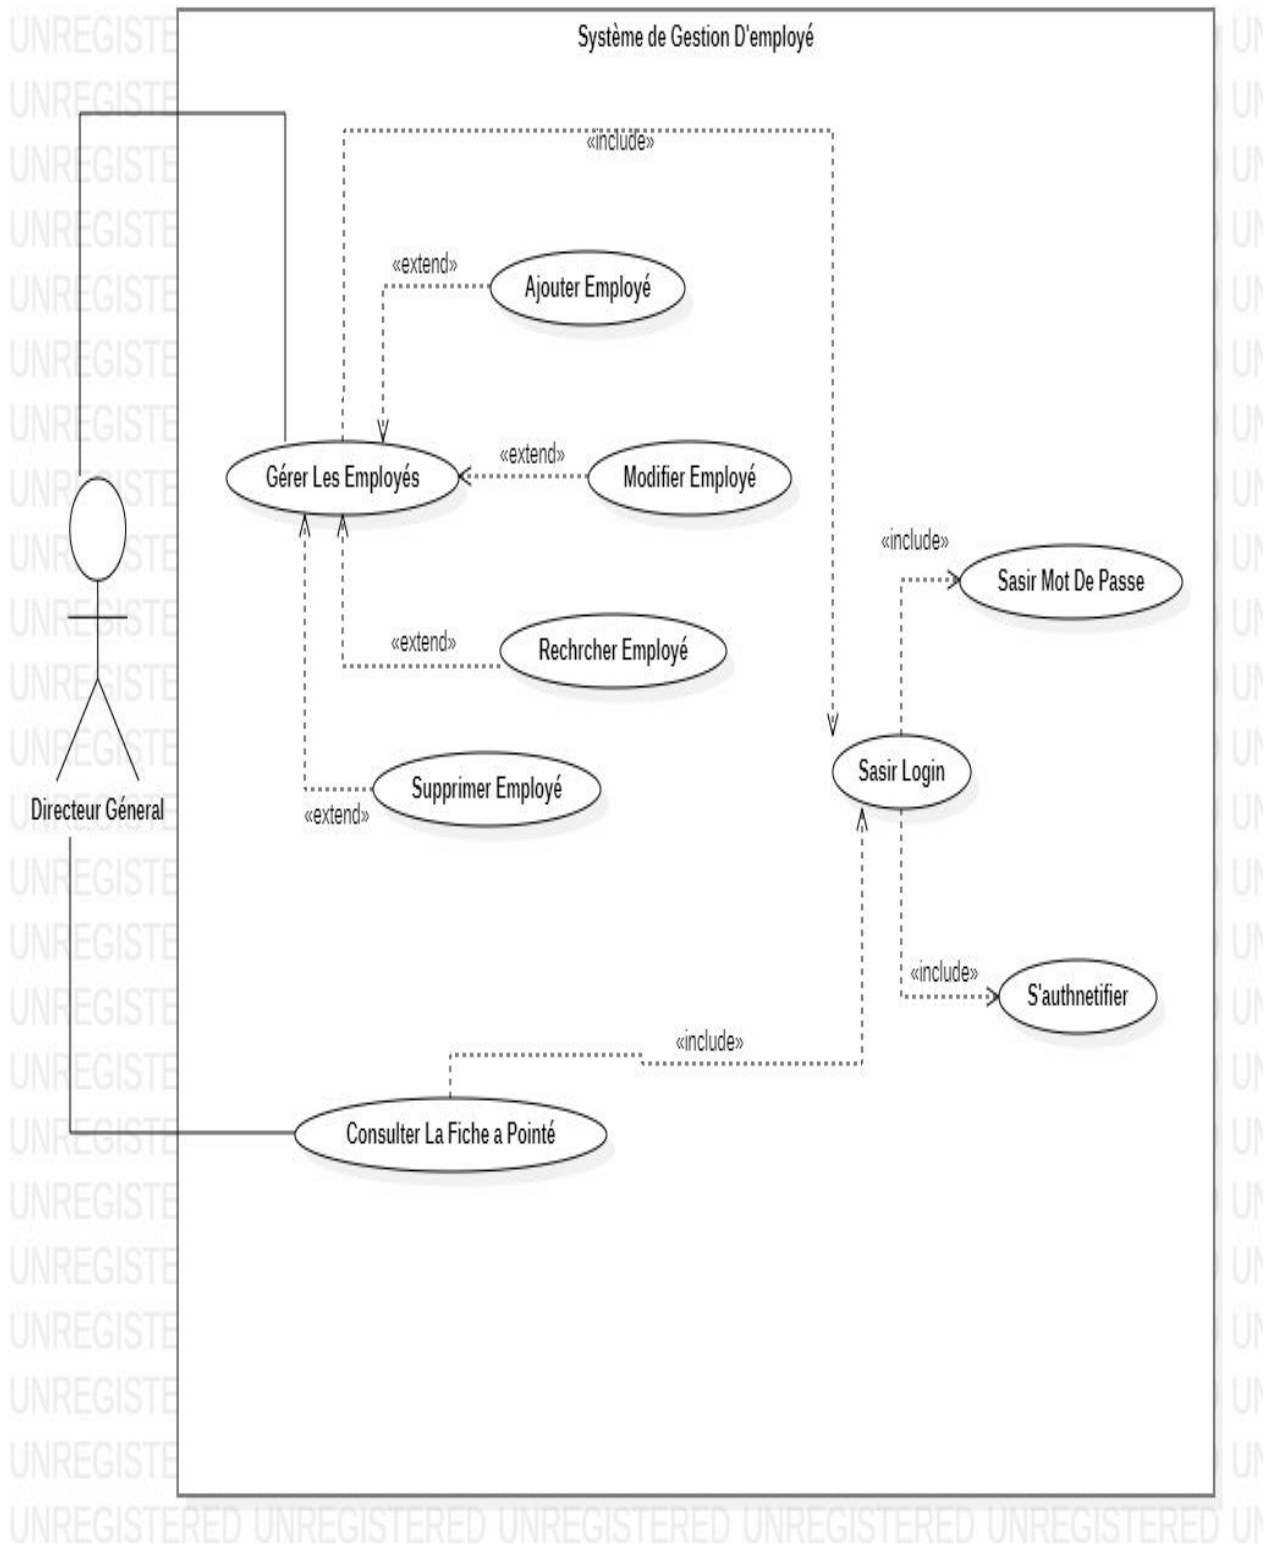 Système de Gestion D'employé
«include»
«extend»
Ajouter Employé
«extend»
Gérer Les Employés
Modifier Employé
«include»
Sasir Mot De Passe
«extend»
Rechrcher Employé
Sasir Login
Supprimer Employé
«extend»
Directeur Géneral
«include»
S'authnetifier
«include»
Consulter La Fiche a Pointé
UNREGISTERED UNREGISTERED UNREGISTERED UNREGISTERED UNREGISTERED UN